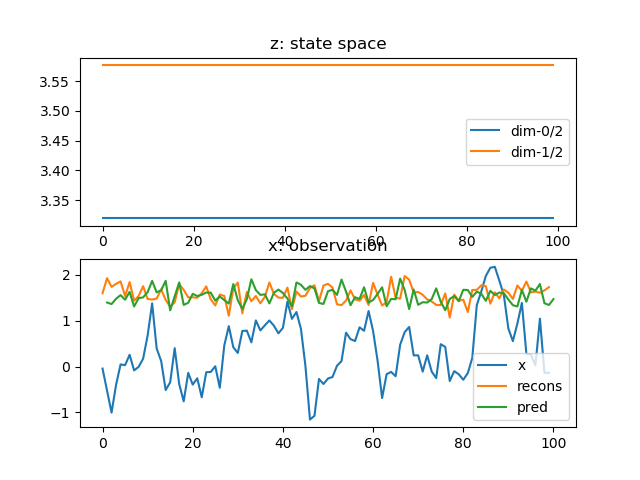 z: state space
3.55
3.50
3.45
3.40
3.35
dim-0/2
dim-1/2
0 20 40 60 80 100
x: observation
2
1
0
−1
x
recons
pred
0 20 40 60 80 100